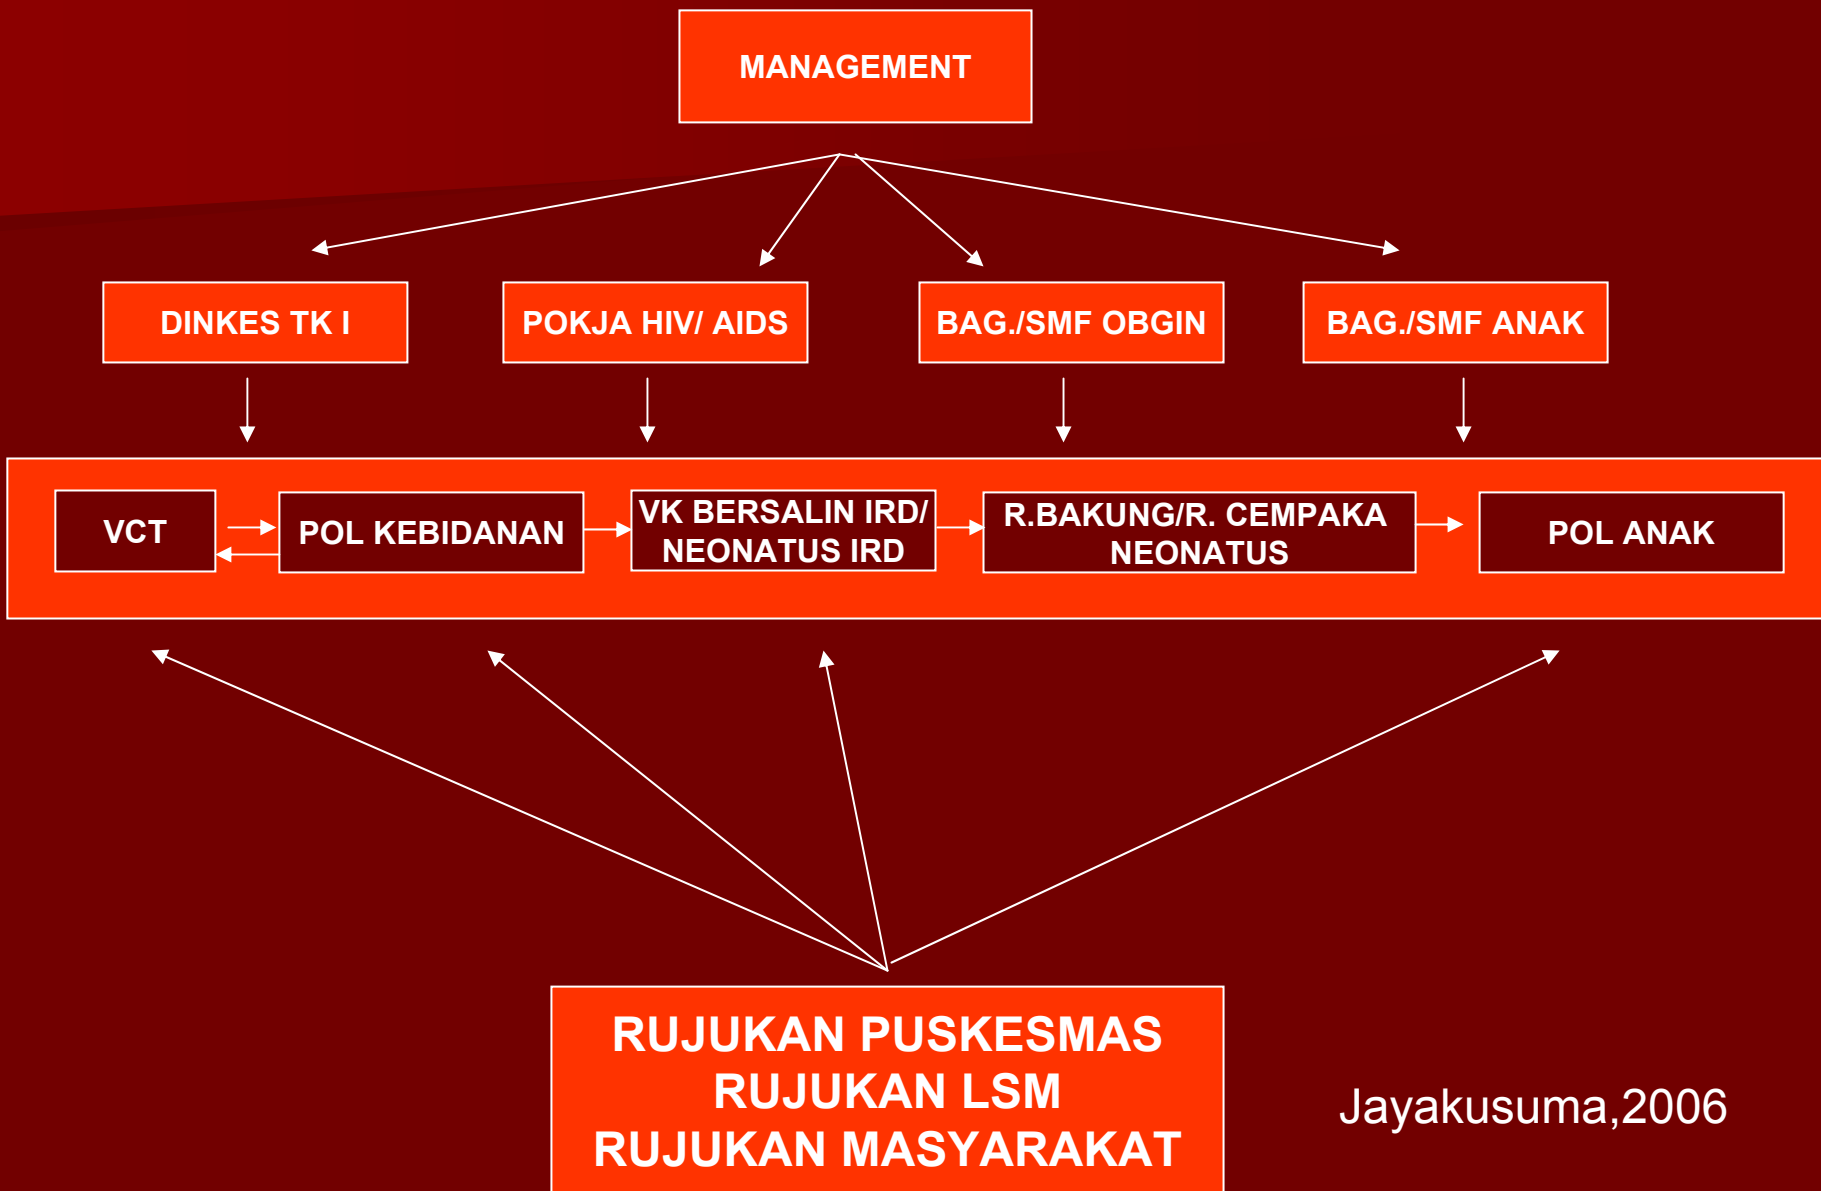 MANAGEMENT
DINKES TK I
POKJA HIV/ AIDS
BAG./SMF OBGIN
BAG./SMF ANAK
VCT
POL KEBIDANAN
VK BERSALIN IRD/
NEONATUS IRD
R.BAKUNG/R. CEMPAKA
NEONATUS
POL ANAK
RUJUKAN PUSKESMAS
RUJUKAN LSM
RUJUKAN MASYARAKAT
Jayakusuma,2006